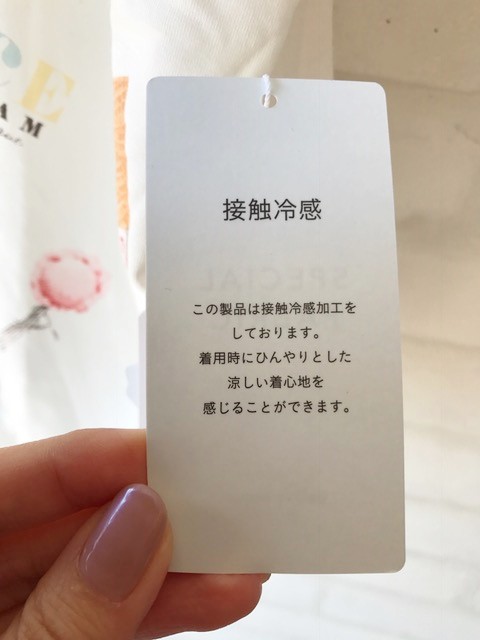 E
AM
接触冷感
SPECIAL
この製品は接触冷感加工を
しております。
着用時にひんやりとした
涼しい着心地を
感じることができます。